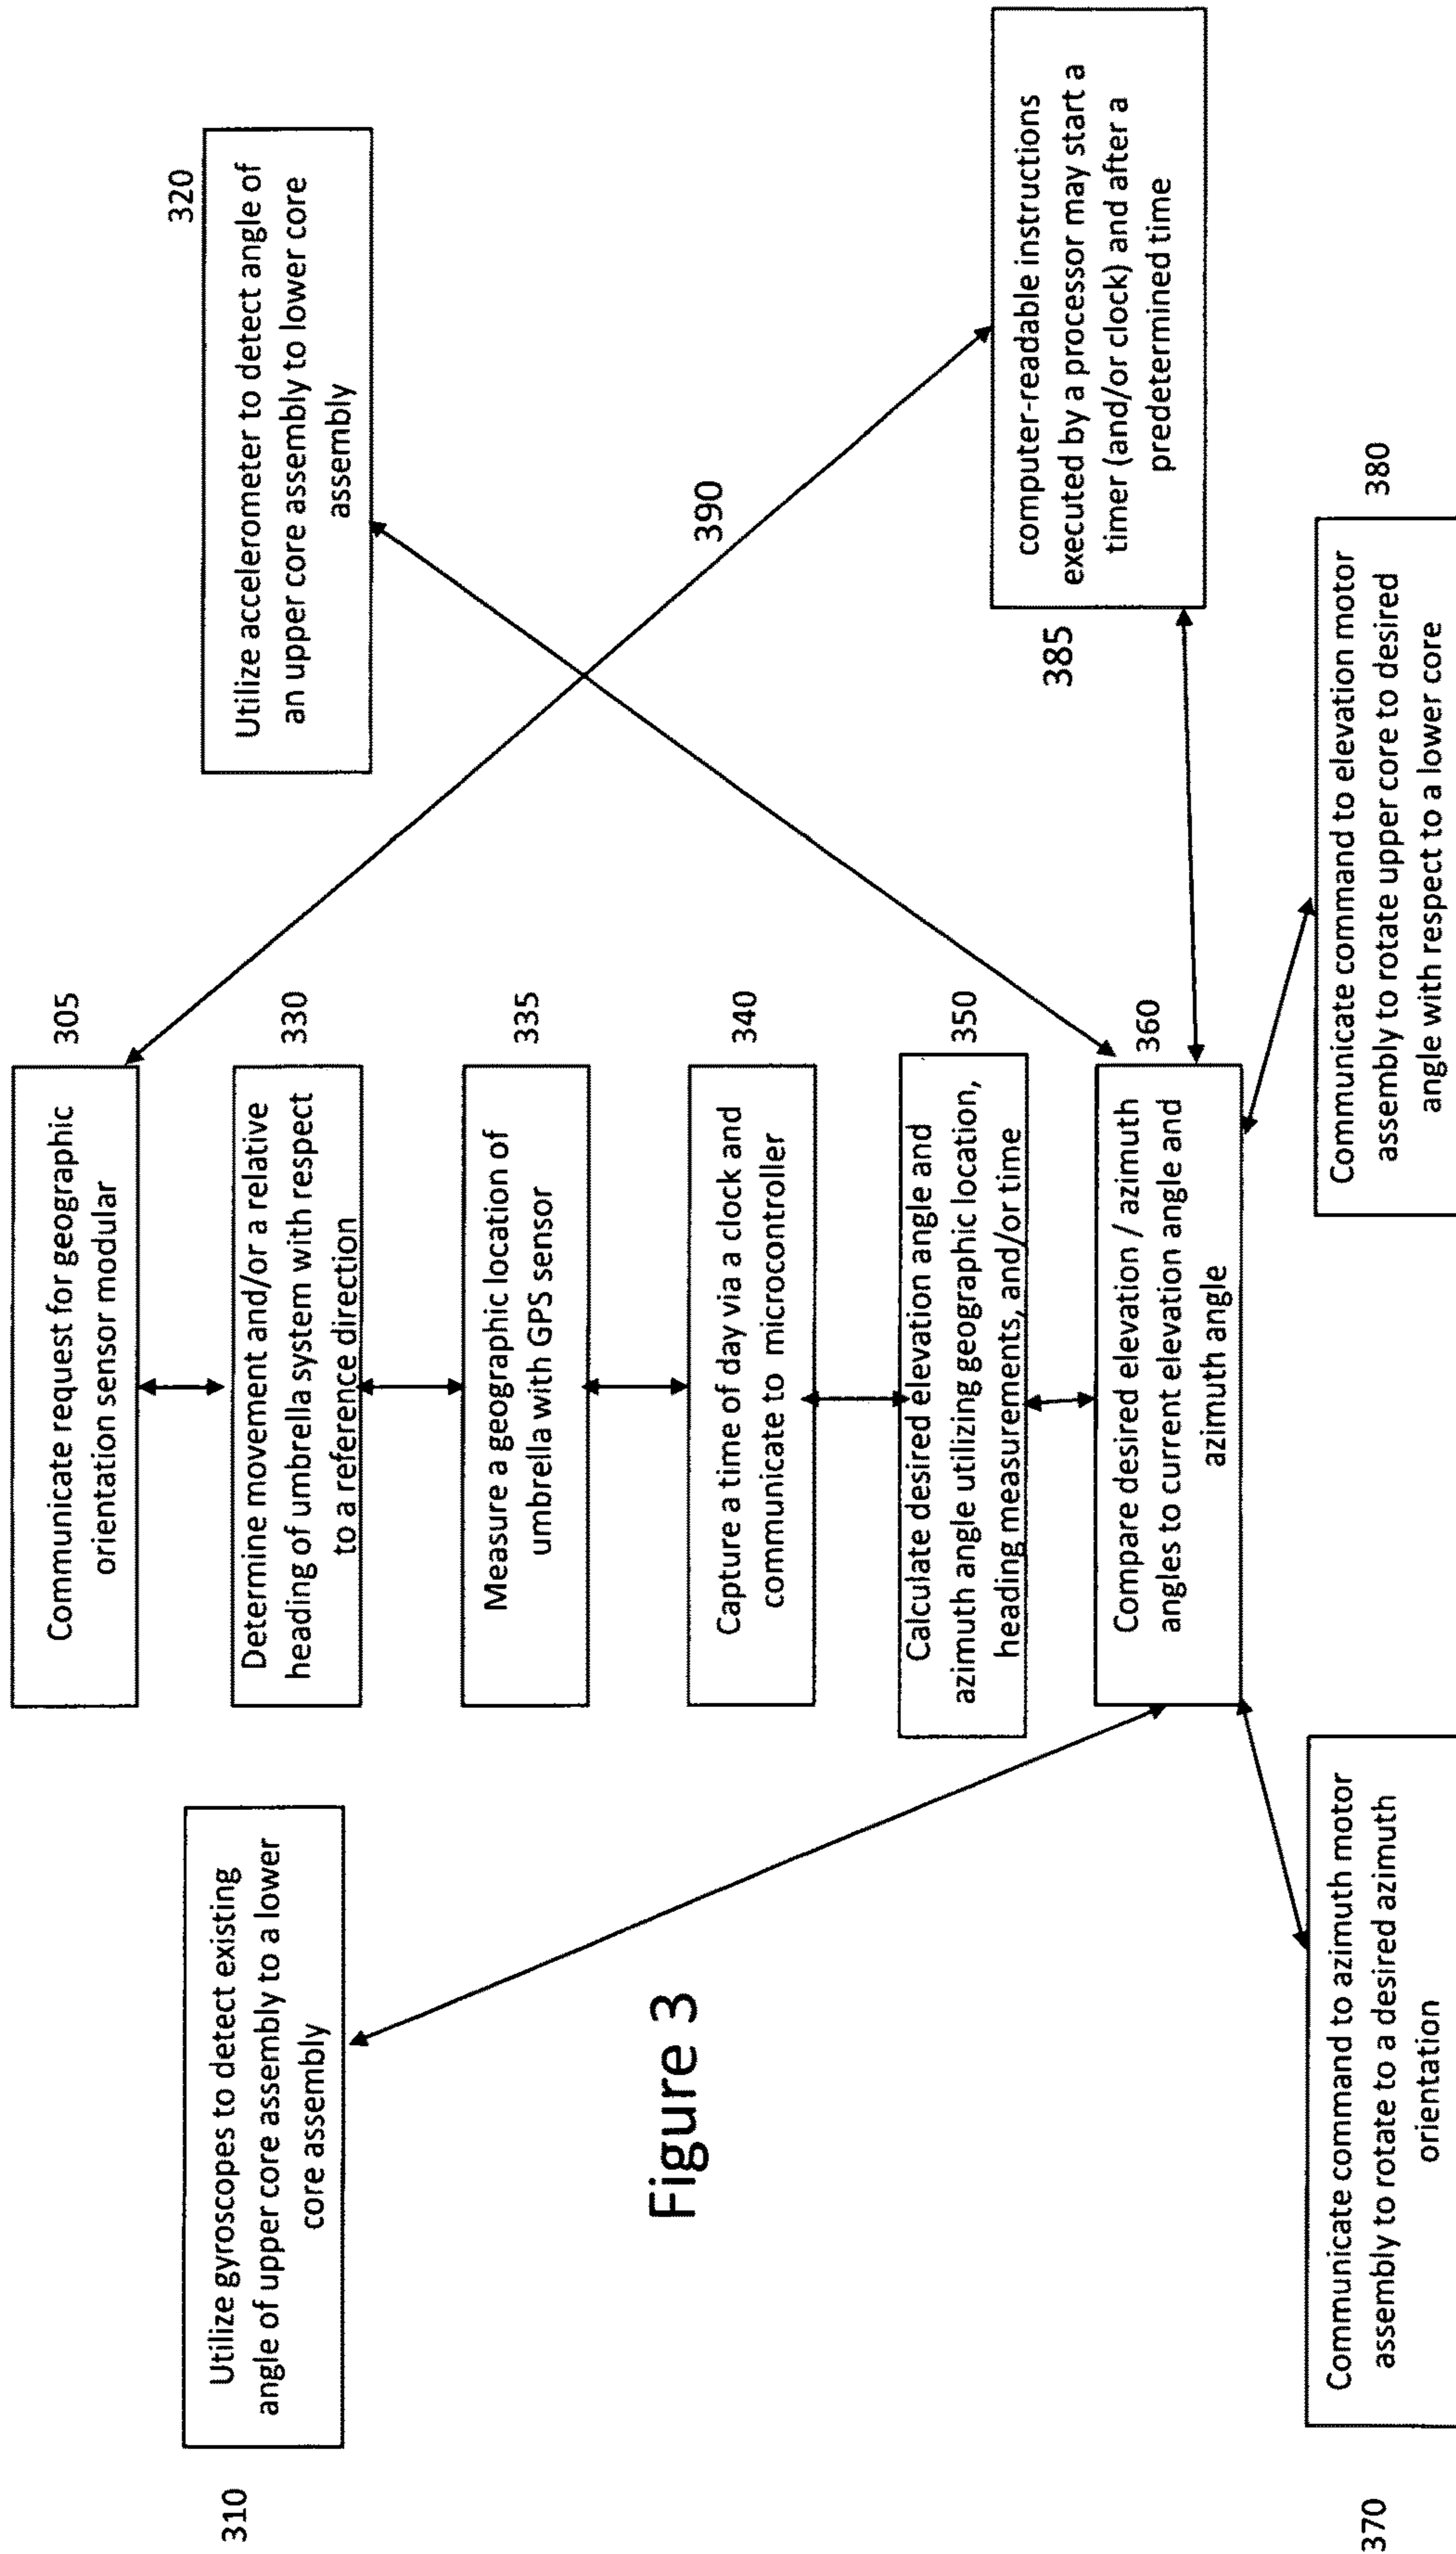 305
Communicate request for geographic
orientation sensor modular
320
Utilize accelerometer to detect angle of
an upper core assembly to lower core
assembly
310
Utilize gyroscopes to detect existing
angle of upper core assembly to a lower
core assembly
330
Determine movement and/or a relative
heading of umbrella system with respect
to a reference direction
335
Measure a geographic location of
umbrella with GPS sensor
390
340
Capture a time of day via a clock and
communicate to microcontroller
350
Calculate desired elevation angle and
azimuth angle utilizing geographic location,
heading measurements, and/or time
360
Compare desired elevation / azimuth
angles to current elevation angle and
azimuth angle
385
computer-readable instructions
executed by a processor may start a
timer (and/or clock) and after a
predetermined time
370
Communicate command to azimuth motor
assembly to rotate to a desired azimuth
orientation
380
Communicate command to elevation motor
assembly to rotate upper core to desired
angle with respect to a lower core
Figure 3